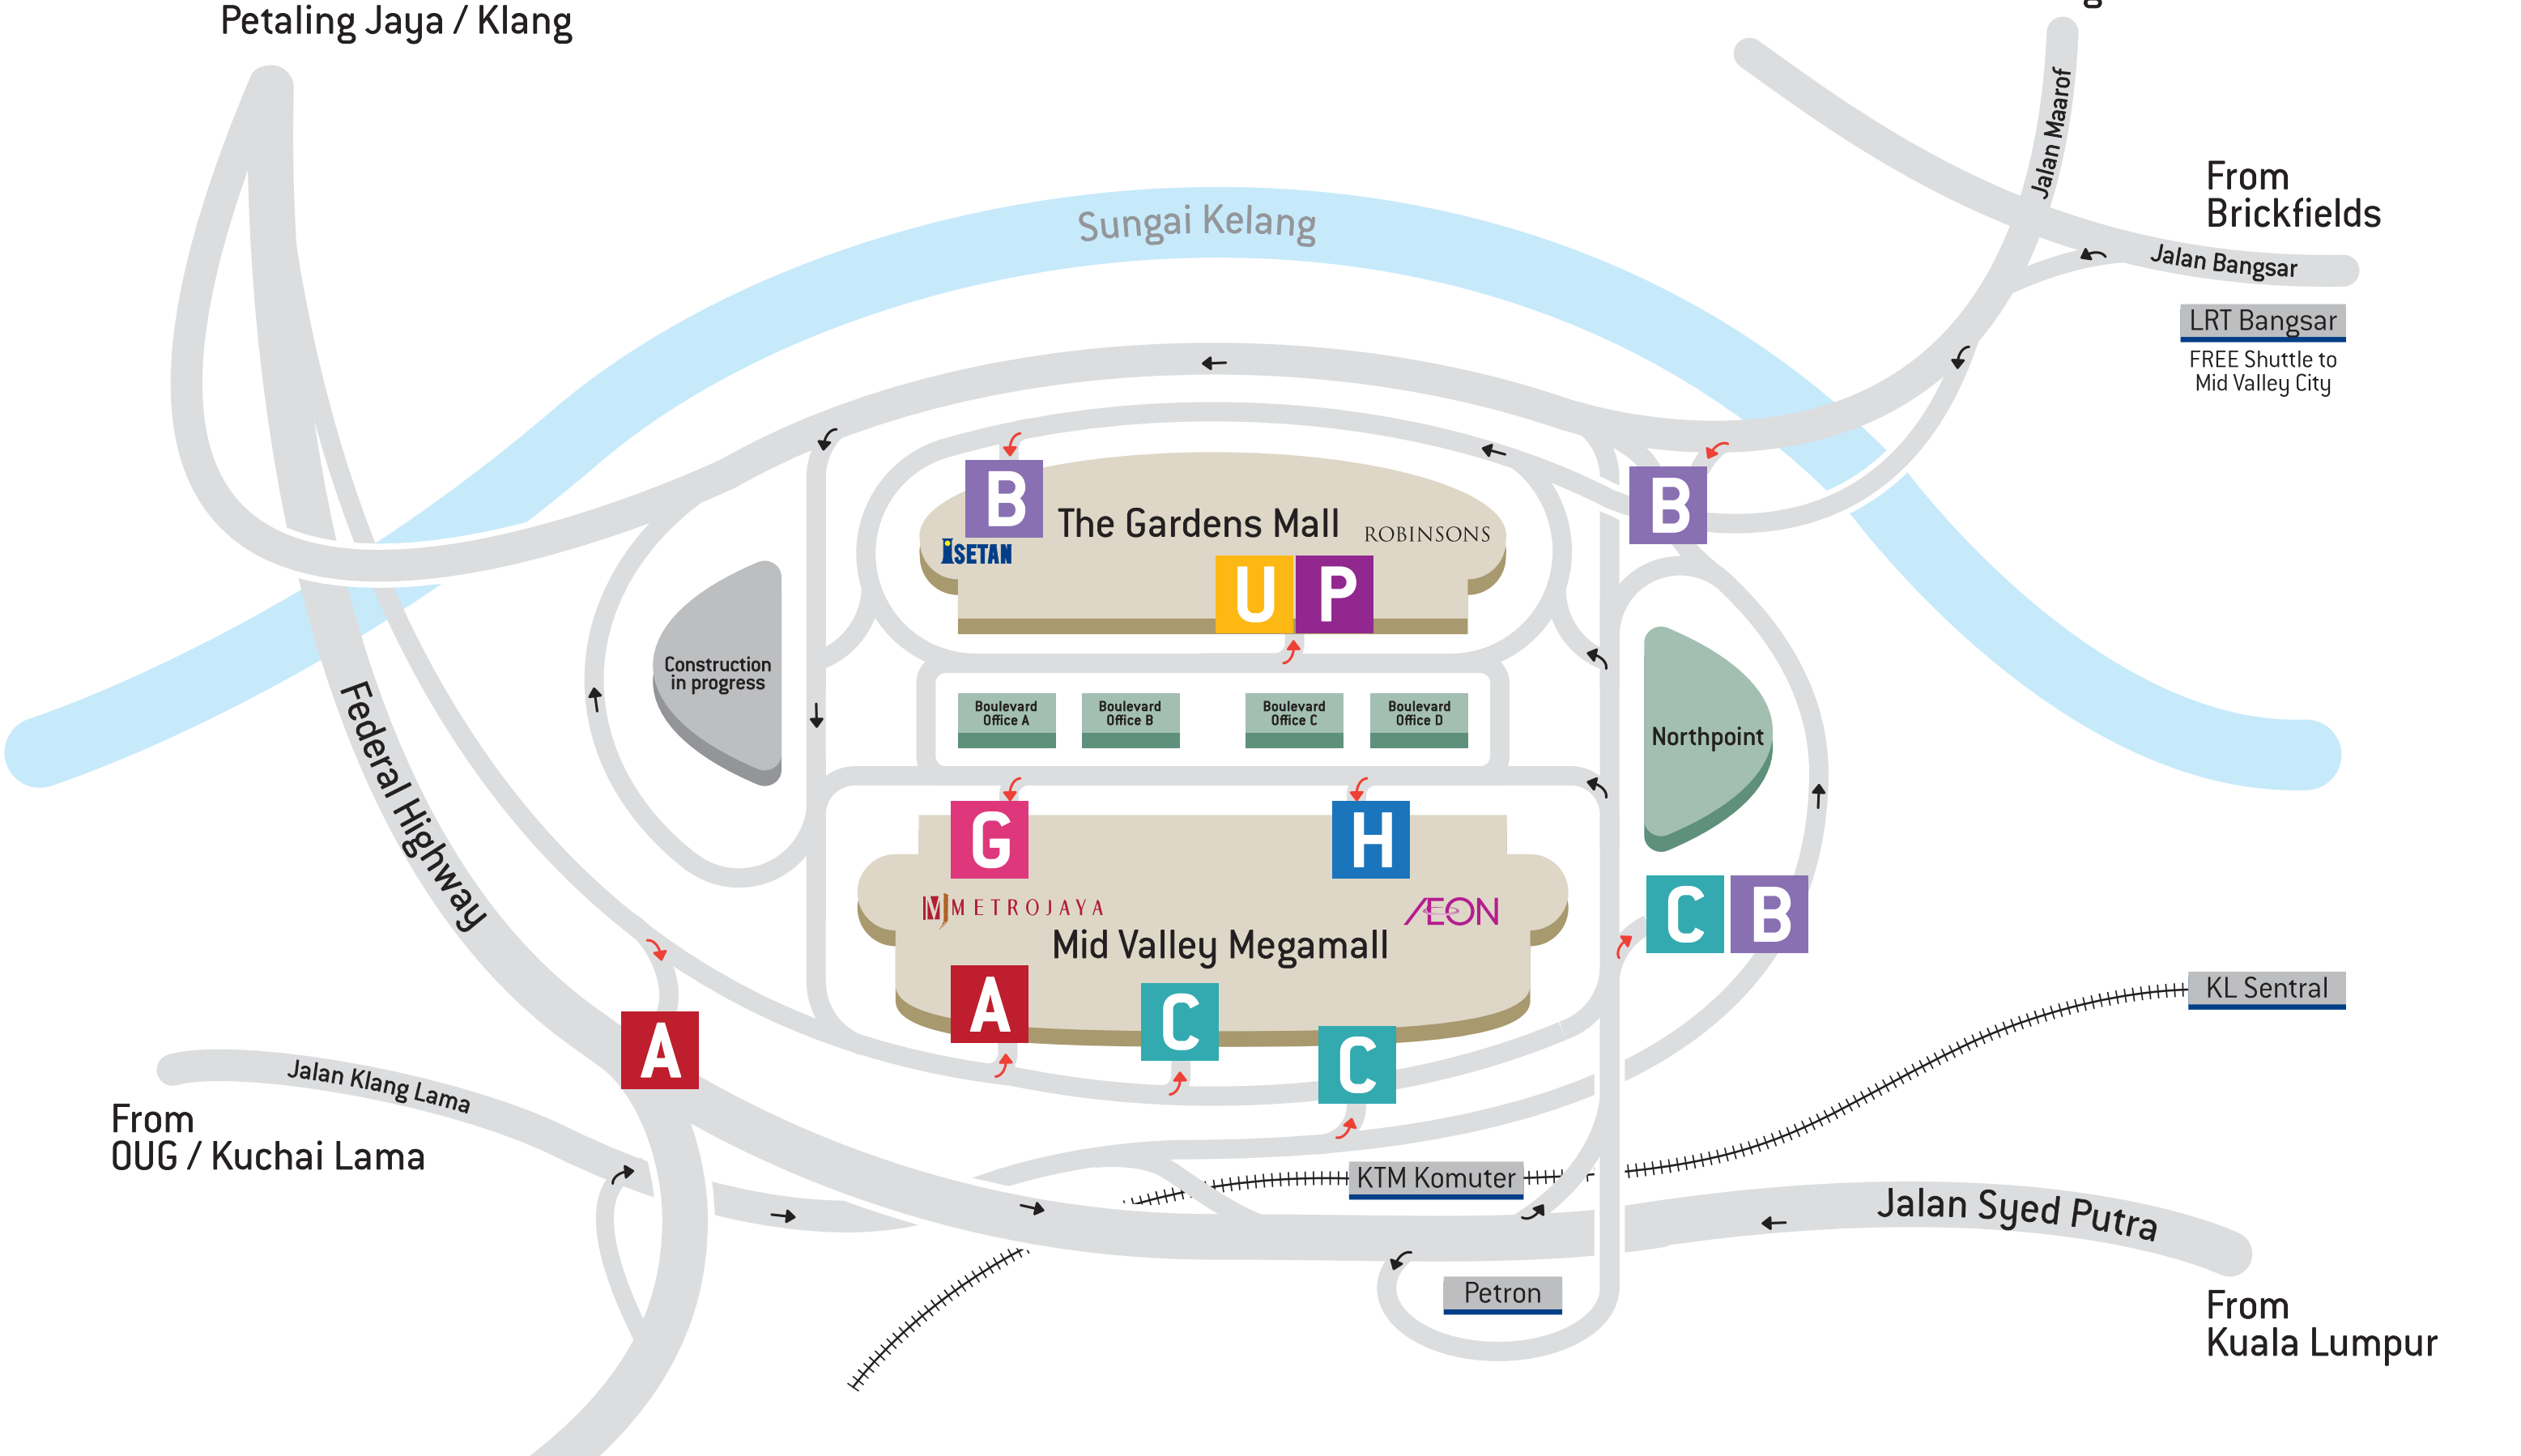 Petaling Jaya / Klang
g
Jalan Maarof
From
Brickfields
Jalan Bangsar
LRT Bangsar
FREE Shuttle to
Mid Valley City
Sungai Kelang
B
The Gardens Mall
ROBINSONS
ISETAN
U P
B
Construction
in progress
Boulevard
Office A
Boulevard
Office B
Boulevard
Office C
Boulevard
Office D
Northpoint
Federal Highway
G
H
METROJAYA
ÆON
Mid Valley Megamall
C B
A
C
C
A
KL Sentral
Jalan Klang Lama
From
OUG / Kuchai Lama
KTM Komuter
Jalan Syed Putra
Petron
From
Kuala Lumpur